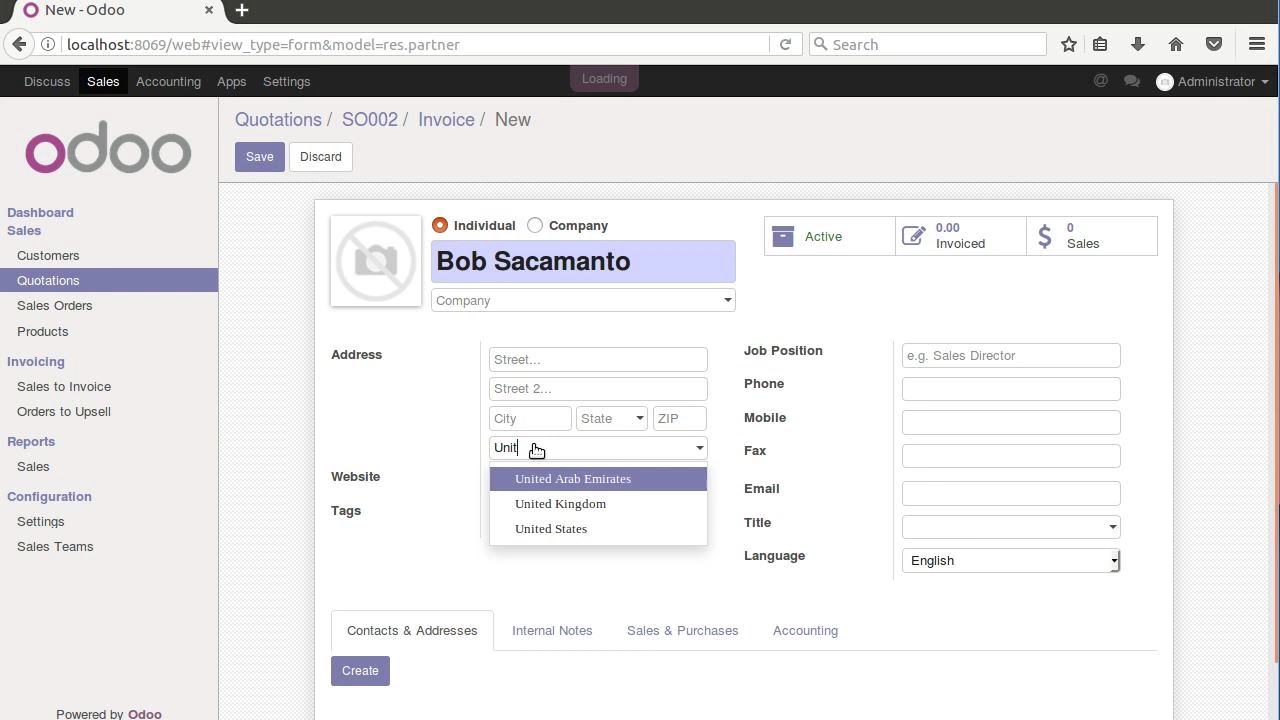 New - Odoo
localhost:8069/web#view_type=form&model=res.partner
Search
Discuss
Sales
Accounting
Apps
Settings
Loading
@
Administrator
odoo
Quotations / SO002 / Invoice / New
Save
Discard
Dashboard
Sales
Customers
Quotations
Sales Orders
Products
Invoicing
Sales to Invoice
Orders to Upsell
Reports
Sales
Configuration
Settings
Sales Teams
Powered by Odoo
Individual
Company
Bob Sacamanto
Company
Active
0.00
Invoiced
$
0
Sales
Address
Street...
Street 2...
City
State
ZIP
Unit
United Arab Emirates
United Kingdom
United States
Website
Tags
Job Position
e.g. Sales Director
Phone
Mobile
Fax
Email
Title
Language
English
Contacts & Addresses
Internal Notes
Sales & Purchases
Accounting
Create